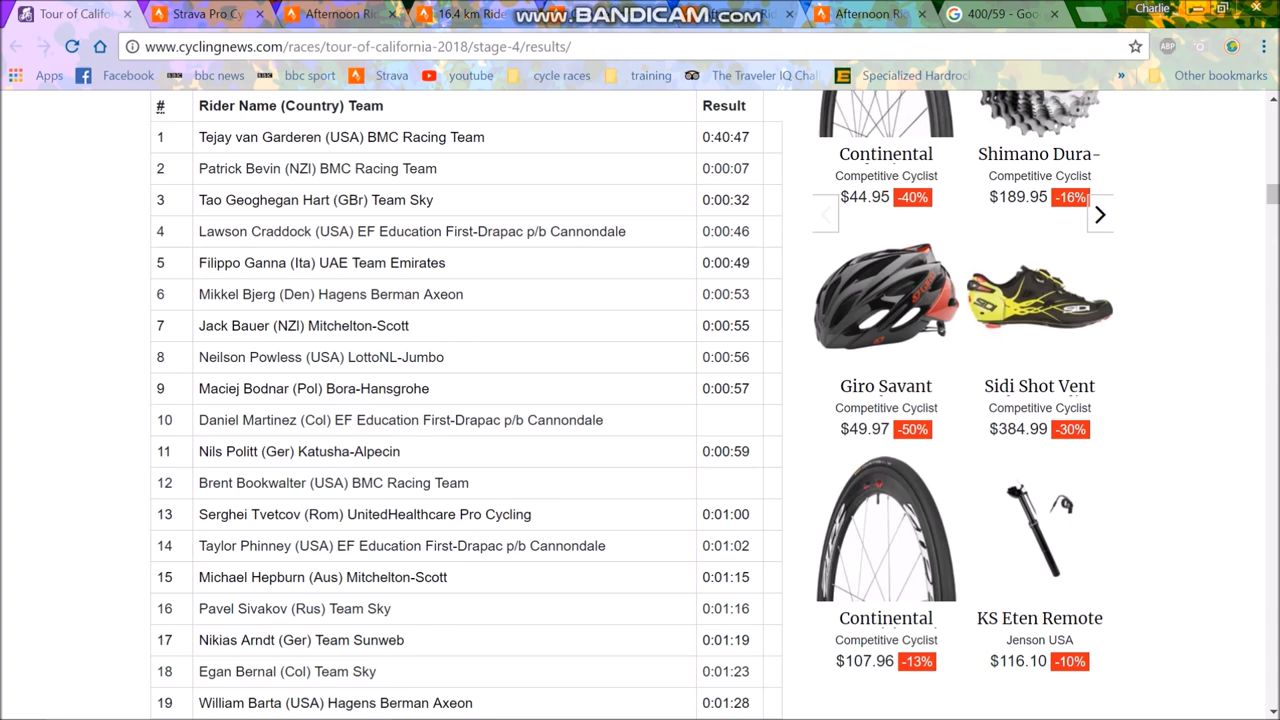 Tour of Califo
Strava Pro Cy
Afternoon Ri
16.4 km Ride
Afternoon Ri
400/59 - Goo
Charlie
www.BANDICAM.com
www.cyclingnews.com/races/tour-of-california-2018/stage-4/results/
ABP
Apps
Facebook
BBC
bbc news
BBC
bbc sport
Strava
youtube
cycle races
training
The Traveler IQ Chal
Specialized Hardroc
»
Other bookmarks
# Rider Name (Country) Team Result
1 Tejay van Garderen (USA) BMC Racing Team 0:40:47
2 Patrick Bevin (NZl) BMC Racing Team 0:00:07
3 Tao Geoghegan Hart (GBr) Team Sky 0:00:32
4 Lawson Craddock (USA) EF Education First-Drapac p/b Cannondale 0:00:46
5 Filippo Ganna (Ita) UAE Team Emirates 0:00:49
6 Mikkel Bjerg (Den) Hagens Berman Axeon 0:00:53
7 Jack Bauer (NZl) Mitchelton-Scott 0:00:55
8 Neilson Powless (USA) LottoNL-Jumbo 0:00:56
9 Maciej Bodnar (Pol) Bora-Hansgrohe 0:00:57
10 Daniel Martinez (Col) EF Education First-Drapac p/b Cannondale
11 Nils Politt (Ger) Katusha-Alpecin 0:00:59
12 Brent Bookwalter (USA) BMC Racing Team
13 Serghei Tvetcov (Rom) UnitedHealthcare Pro Cycling 0:01:00
14 Taylor Phinney (USA) EF Education First-Drapac p/b Cannondale 0:01:02
15 Michael Hepburn (Aus) Mitchelton-Scott 0:01:15
16 Pavel Sivakov (Rus) Team Sky 0:01:16
17 Nikias Arndt (Ger) Team Sunweb 0:01:19
18 Egan Bernal (Col) Team Sky 0:01:23
19 William Barta (USA) Hagens Berman Axeon 0:01:28
Continental
Competitive Cyclist
$44.95 -40%
Shimano Dura-
Competitive Cyclist
$189.95 -16%
Giro Savant
Competitive Cyclist
$49.97 -50%
SIDI
Sidi Shot Vent
Competitive Cyclist
$384.99 -30%
Continental
Competitive Cyclist
$107.96 -13%
KS Eten Remote
Jenson USA
$116.10 -10%